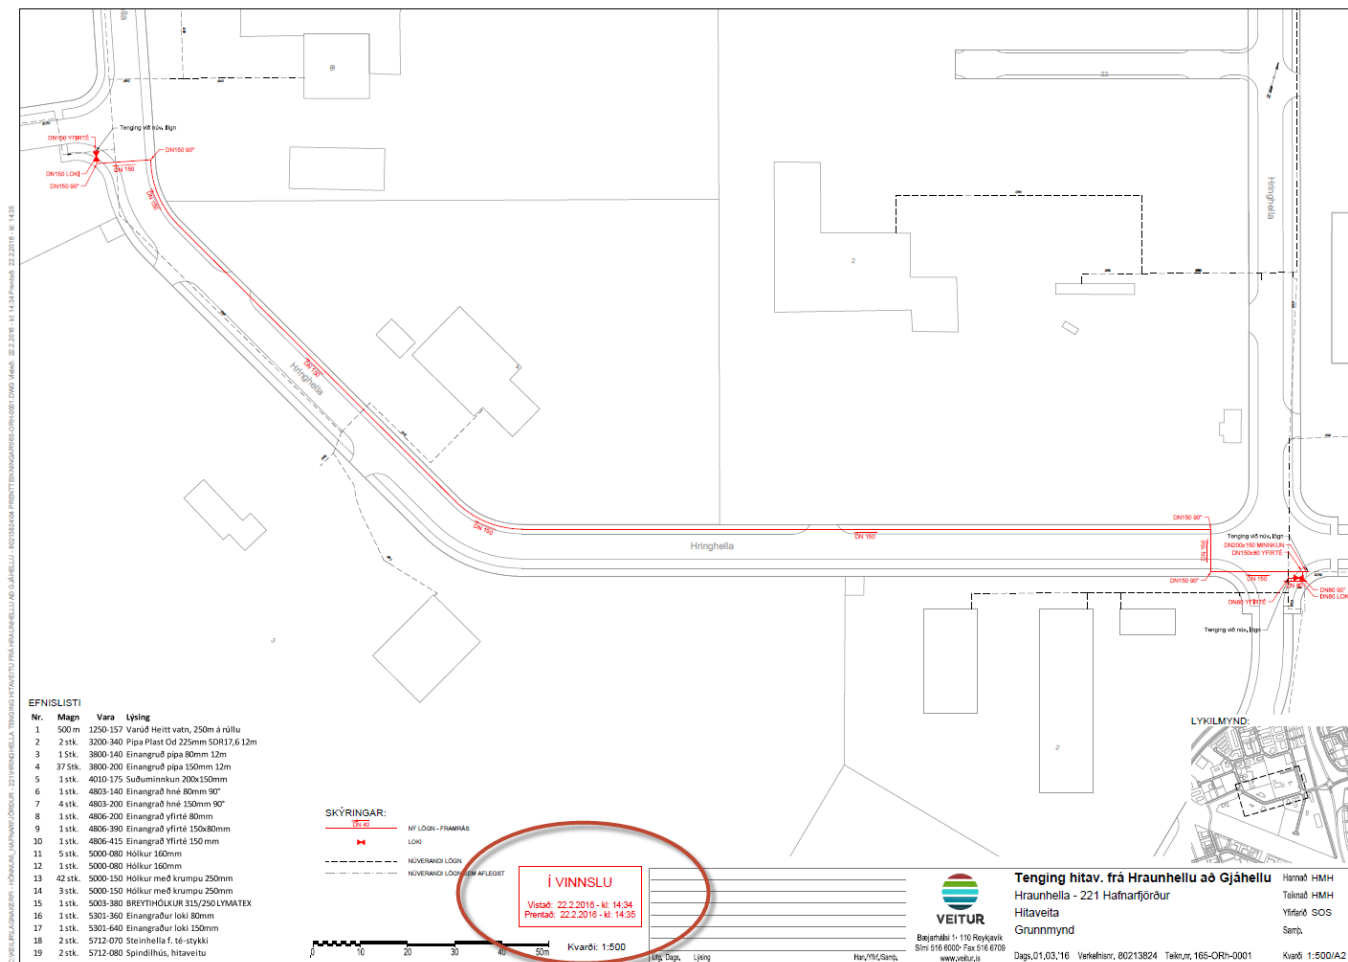 Hringhella
DN150 YFIRTÉ
Tenging við núv. lögn
DN150 90°
DN150 LOKI
DN 150
DN150 90°
DN 150
22
Hringhella
2
DN 150
Hringhella
DN 150
Hringhella
DN 150
DN150 90°
DN 150
Tenging við núv. lögn
DN200x150 MINNKUN
DN150x80 YFIRTÉ
DN150 90°
DN 150
DN80 90°
DN80 YFIRTÉ
DN80 LOKI
Tenging við núv. lögn
2
EFNISLISTI
Nr. Magn Vara Lýsing
1 500 m 1250-157 Varúð Heitt vatn, 250m á rúllu
2 2 stk. 3200-340 Pípa Plast Od 225mm SDR17,6 12m
3 1 Stk. 3800-140 Einangruð pípa 80mm 12m
4 37 Stk. 3800-200 Einangruð pípa 150mm 12m
5 1 stk. 4010-175 Suðuminnkun 200x150mm
6 1 stk. 4803-140 Einangrað hné 80mm 90°
7 4 stk. 4803-200 Einangrað hné 150mm 90°
8 1 stk. 4806-200 Einangrað yfirté 80mm
9 1 stk. 4806-390 Einangrað yfirté 150x80mm
10 1 stk. 4806-415 Einangrað Yfirté 150 mm
11 5 stk. 5000-080 Hólkur 160mm
12 1 stk. 5000-080 Hólkur 160mm
13 42 stk. 5000-150 Hólkur með krumpu 250mm
14 3 stk. 5000-150 Hólkur með krumpu 250mm
15 1 stk. 5003-380 BREYTIHÓLKUR 315/250 LYMATEX
16 1 stk. 5301-360 Einangraður loki 80mm
17 1 stk. 5301-640 Einangraður loki 150mm
18 2 stk. 5712-070 Steinhella f. té-stykki
19 2 stk. 5712-080 Spindilhús, hitaveitu
SKÝRINGAR:
DN 40
NÝ LÖGN - FRAMRÁS
LOKI
NÚVERANDI LÖGN
NÚVERANDI LÖGN SEM AFLEGST
0 10 20 30 40 50m
Í VINNSLU
Vistað: 22.2.2016 - kl: 14:34
Prentað: 22.2.2016 - kl: 14:35
Kvarði: 1:500
Útg. Dags. Lýsing Han./Yfirf./Samþ.
LYKILMYND:
VEITUR
Bæjarhálsi 1 · 110 Reykjavík
Sími 516 6000 · Fax 516 6709
www.veitur.is
Tenging hitav. frá Hraunhellu að Gjáhellu
Hraunhella - 221 Hafnarfjörður
Hitaveita
Grunnmynd
Dags.01.03.'16 Verkefnisnr. 80213824 Teikn.nr. 165-ORh-0001
Hannað HMH
Teiknað HMH
Yfirfarið SOS
Samþ.
Kvarði 1:500/A2